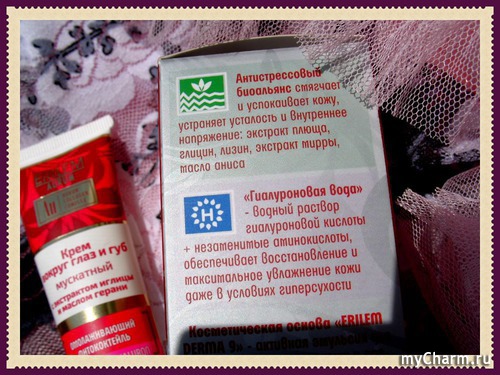 Антистрессовый
биоальянс смягчает
и успокаивает кожу,
устраняет усталость и внутреннее
напряжение: экстракт плюща,
глицин, лизин, экстракт мирры,
масло аниса
H
«Гиалуроновая вода»
- водный раствор
гиалуроновой кислоты
+ незаменитые аминокислоты,
обеспечивает восстановление и
максимальное увлажнение кожи
даже в условиях гиперсухости
Косметическая основа
DERMA 9» - активная эмульсия
Крем
вокруг глаз и губ
мускатный
с экстрактом иглицы
и маслом герани
ОМОЛАЖИВАЮЩИЙ
ФИТОКОКТЕЙЛЬ
myCharm.ru